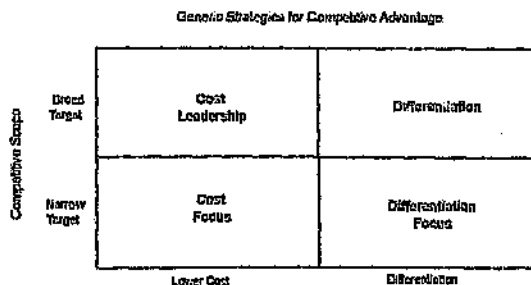 Generic Strategies for Competitive Advantage
Broad
Target
Cost
Leadership
Differentiation
Competitive Scope
Narrow
Target
Cost
Focus
Differentiation
Focus
Lower Cost
Differentiation